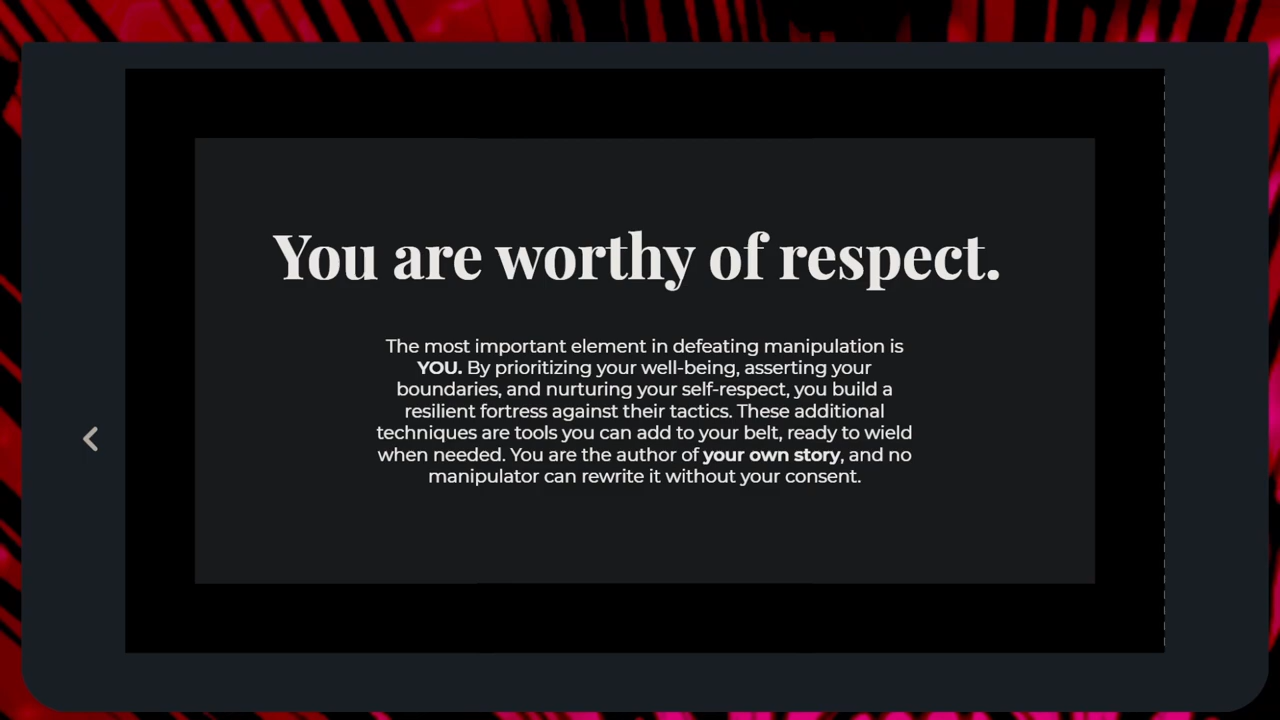 You are worthy of respect.
The most important element in defeating manipulation is
YOU. By prioritizing your well-being, asserting your
boundaries, and nurturing your self-respect, you build a
resilient fortress against their tactics. These additional
techniques are tools you can add to your belt, ready to wield
when needed. You are the author of your own story, and no
manipulator can rewrite it without your consent.